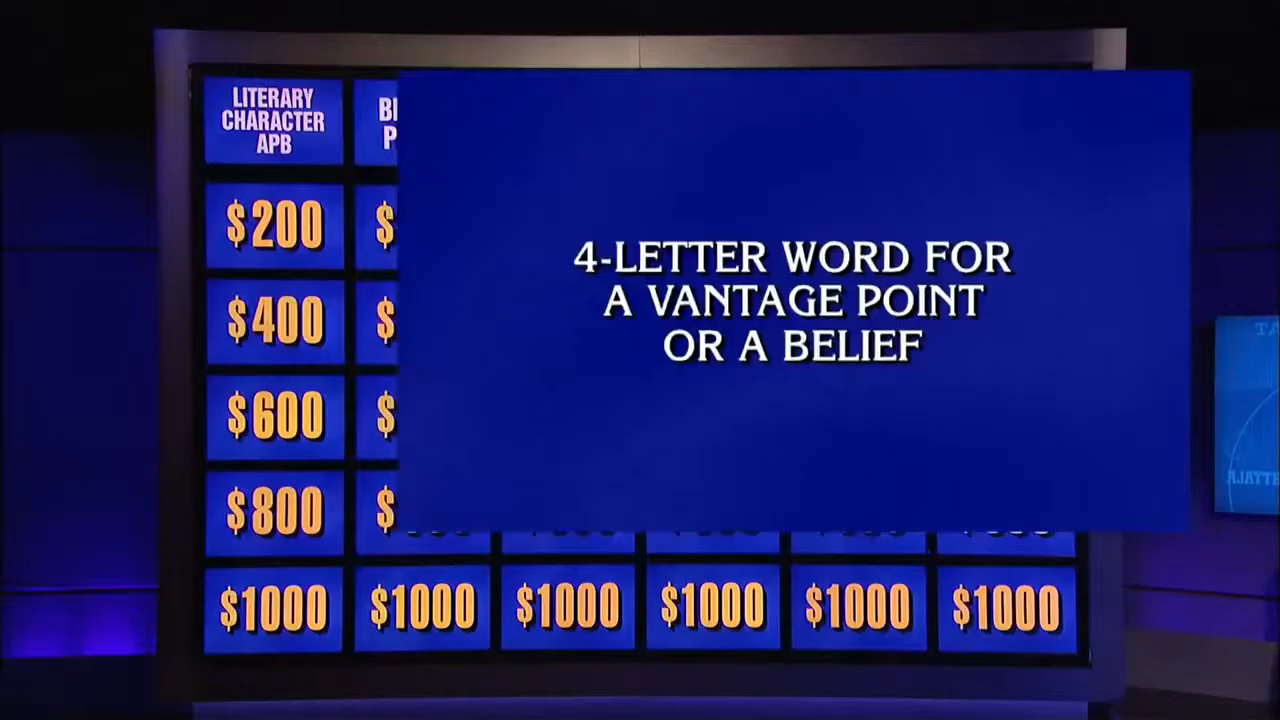 LITERARY
CHARACTER
APB
$200
$400
$600
$800
$1000
$1000
$1000
$1000
$1000
$1000
4-LETTER WORD FOR
A VANTAGE POINT
OR A BELIEF